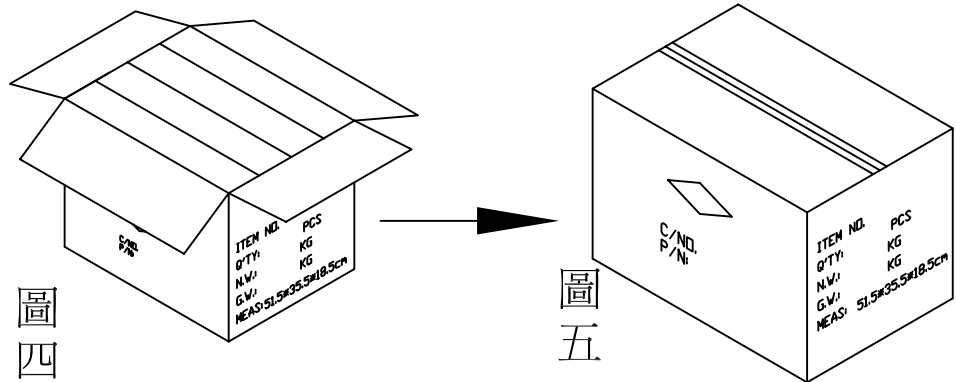 C/NO.
P/N:
ITEM NO.
Q'TY: PCS
N.W.: KG
G.W.: KG
MEAS: 51.5*35.5*18.5cm
圖
四
C/NO.
P/N:
ITEM NO.
Q'TY: PCS
N.W.: KG
G.W.: KG
MEAS: 51.5*35.5*18.5cm
圖
五